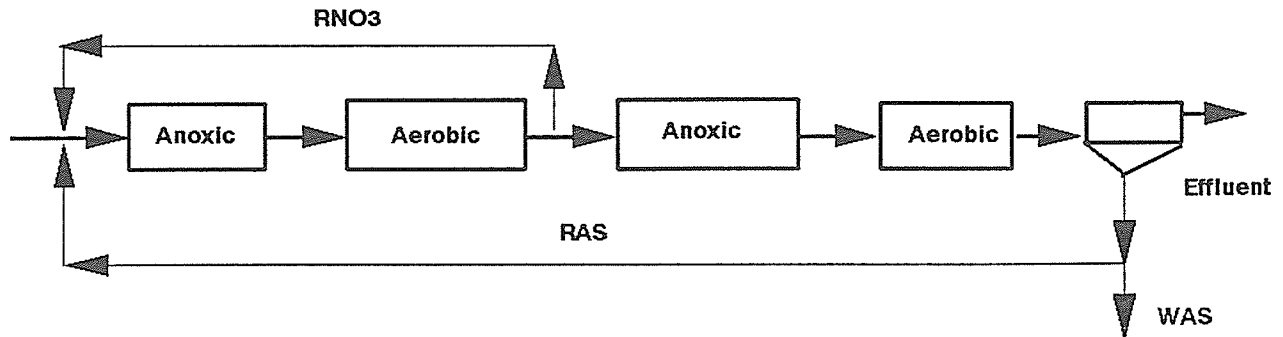 RNO3
Anoxic
Aerobic
Anoxic
Aerobic
Effluent
RAS
WAS